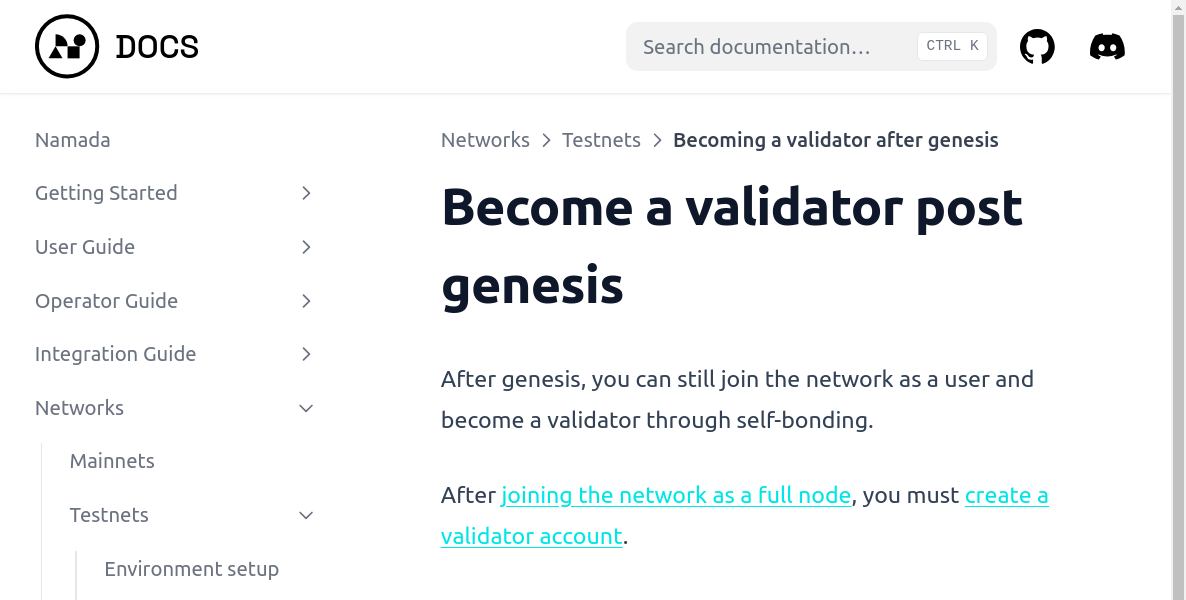 DOCS
Search documentation…
CTRL K
Namada
Getting Started
User Guide
Operator Guide
Integration Guide
Networks
Mainnets
Testnets
Environment setup
Networks > Testnets > Becoming a validator after genesis
Become a validator post
genesis
After genesis, you can still join the network as a user and
become a validator through self-bonding.
After joining the network as a full node, you must create a
validator account.